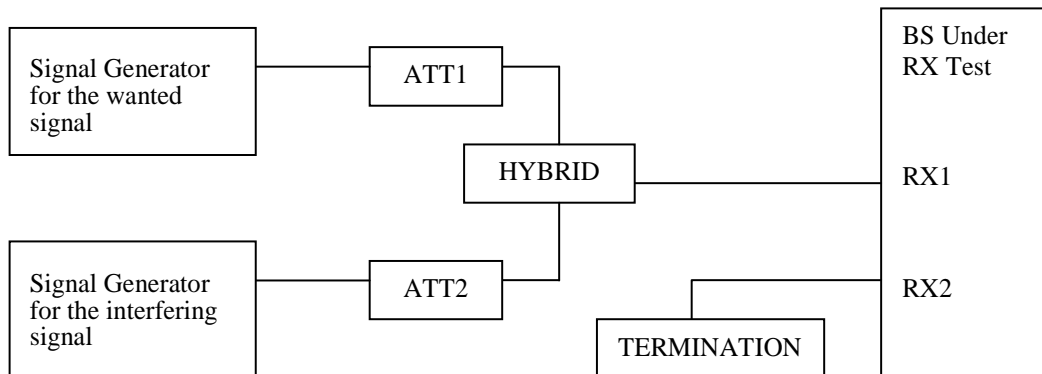 Signal Generator
for the wanted
signal
ATT1
HYBRID
Signal Generator
for the interfering
signal
ATT2
TERMINATION
BS Under
RX Test
RX1
RX2